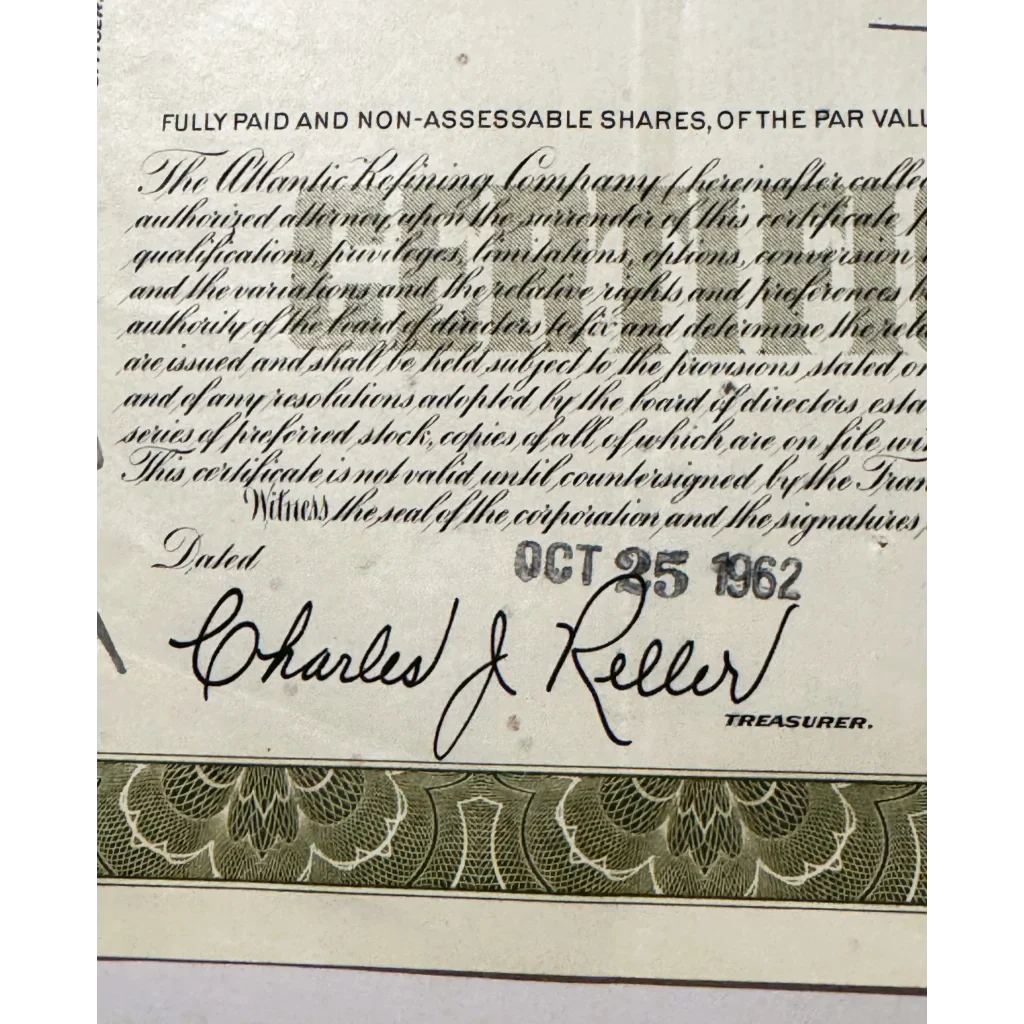 FULLY PAID AND NON-ASSESSABLE SHARES, OF THE PAR VALU
The Atlantic Refining Company (hereinafter called
authorized attorney, upon the surrender of this certificate p
qualifications, privileges, limitations, options, conversion
and the variations and the relative rights and preferences b
authority of the board of directors to fix and determine the rela
are issued and shall be held subject to the provisions stated on
and of any resolutions adopted by the board of directors esta
series of preferred stock, copies of all of which are on file wi
This certificate is not valid until countersigned by the Tran
Witness the seal of the corporation and the signatures
Dated OCT 25 1962
Charles J Reller
TREASURER.
CERTIFIC